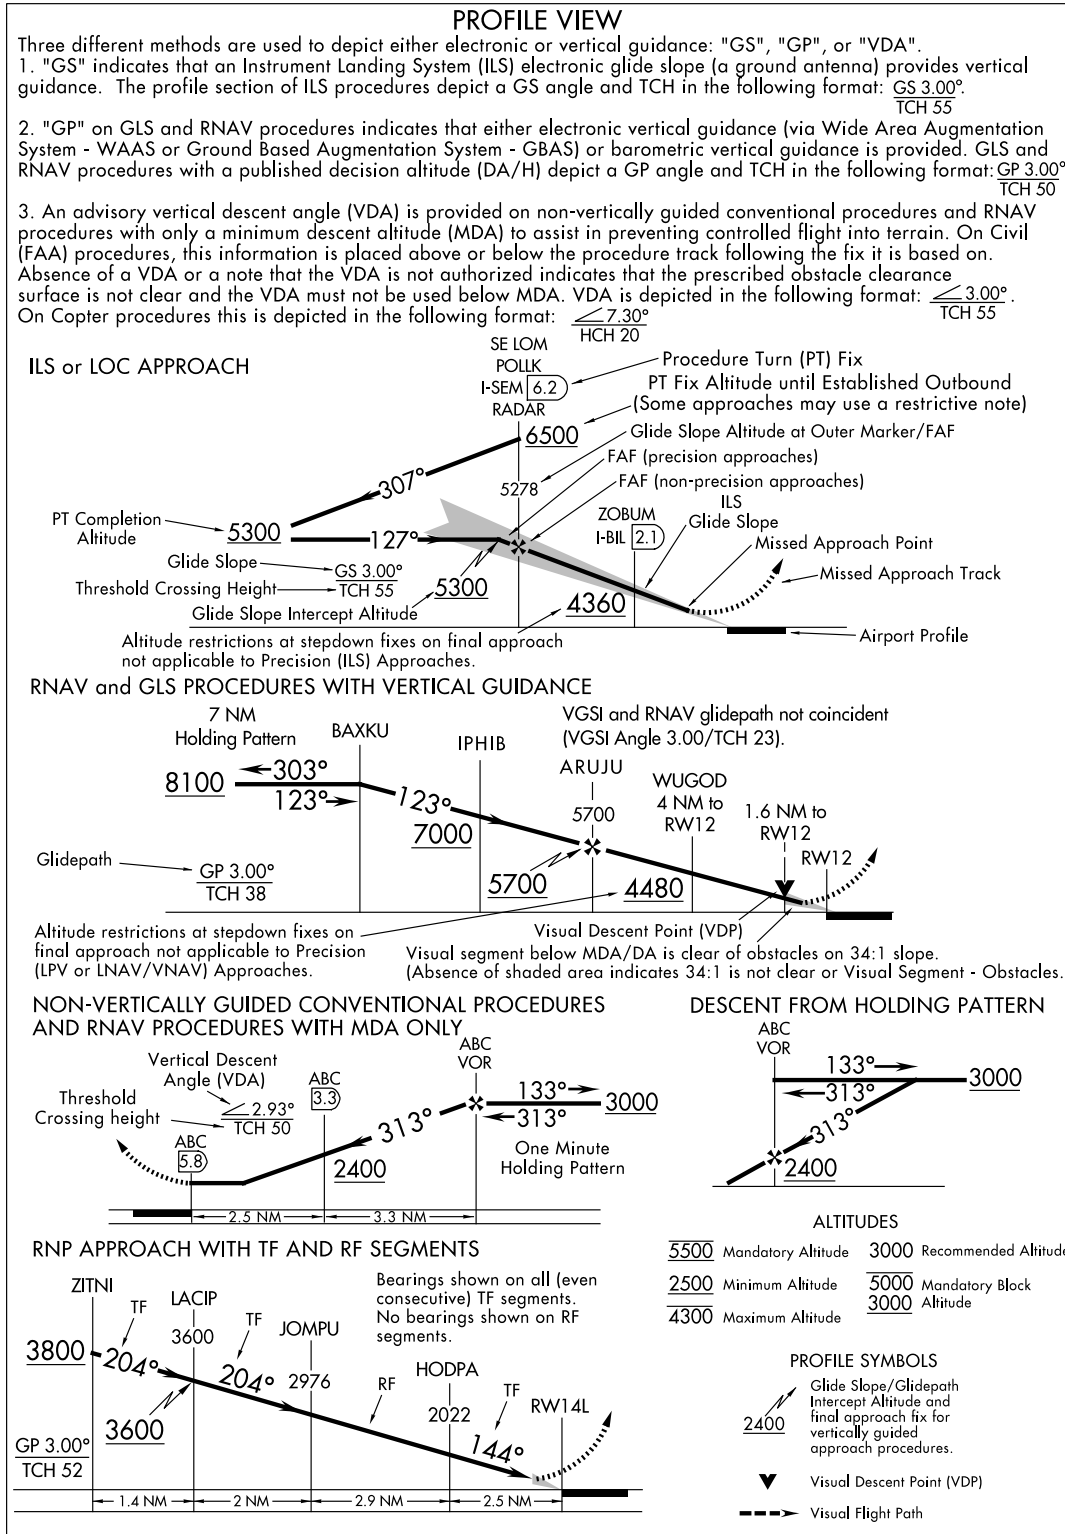 PROFILE VIEW
Three different methods are used to depict either electronic or vertical guidance: "GS", "GP", or "VDA".
1. "GS" indicates that an Instrument Landing System (ILS) electronic glide slope (a ground antenna) provides vertical
guidance. The profile section of ILS procedures depict a GS angle and TCH in the following format: GS 3.00°.
TCH 55
2. "GP" on GLS and RNAV procedures indicates that either electronic vertical guidance (via Wide Area Augmentation
System - WAAS or Ground Based Augmentation System - GBAS) or barometric vertical guidance is provided. GLS and
RNAV procedures with a published decision altitude (DA/H) depict a GP angle and TCH in the following format: GP 3.00°
TCH 50
3. An advisory vertical descent angle (VDA) is provided on non-vertically guided conventional procedures and RNAV
procedures with only a minimum descent altitude (MDA) to assist in preventing controlled flight into terrain. On Civil
(FAA) procedures, this information is placed above or below the procedure track following the fix it is based on.
Absence of a VDA or a note that the VDA is not authorized indicates that the prescribed obstacle clearance
surface is not clear and the VDA must not be used below MDA. VDA is depicted in the following format: 3.00°.
TCH 55
On Copter procedures this is depicted in the following format: 7.30°
HCH 20
ILS or LOC APPROACH
SE LOM
POLLK
I-SEM 6.2
RADAR
Procedure Turn (PT) Fix
PT Fix Altitude until Established Outbound
(Some approaches may use a restrictive note)
6500
Glide Slope Altitude at Outer Marker/FAF
FAF (precision approaches)
307°
5278
FAF (non-precision approaches)
ILS
Glide Slope
PT Completion
Altitude
5300
127°
ZOBUM
I-BIL 2.1
Missed Approach Point
Glide Slope
GS 3.00°
TCH 55
Threshold Crossing Height
5300
Missed Approach Track
Glide Slope Intercept Altitude
4360
Airport Profile
Altitude restrictions at stepdown fixes on final approach
not applicable to Precision (ILS) Approaches.
RNAV and GLS PROCEDURES WITH VERTICAL GUIDANCE
7 NM
Holding Pattern
BAXKU
IPHIB
VGSI and RNAV glidepath not coincident
(VGSI Angle 3.00/TCH 23).
ARUJU
8100
303°
123°
123°
7000
5700
WUGOD
4 NM to
RW12
1.6 NM to
RW12
RW12
Glidepath
GP 3.00°
TCH 38
5700
4480
Altitude restrictions at stepdown fixes on
final approach not applicable to Precision
(LPV or LNAV/VNAV) Approaches.
Visual Descent Point (VDP)
Visual segment below MDA/DA is clear of obstacles on 34:1 slope.
(Absence of shaded area indicates 34:1 is not clear or Visual Segment - Obstacles.
NON-VERTICALLY GUIDED CONVENTIONAL PROCEDURES
AND RNAV PROCEDURES WITH MDA ONLY
Vertical Descent
Angle (VDA)
Threshold
Crossing height
2.93°
TCH 50
ABC
3.3
ABC
VOR
133°
313°
3000
313°
ABC
5.8
2400
One Minute
Holding Pattern
2.5 NM
3.3 NM
DESCENT FROM HOLDING PATTERN
ABC
VOR
133°
313°
3000
313°
2400
RNP APPROACH WITH TF AND RF SEGMENTS
ZITNI
LACIP
3600
JOMPU
2976
HODPA
2022
RW14L
Bearings shown on all (even
consecutive) TF segments.
No bearings shown on RF
segments.
TF
TF
RF
TF
3800
204°
204°
144°
3600
GP 3.00°
TCH 52
1.4 NM
2 NM
2.9 NM
2.5 NM
ALTITUDES
5500 Mandatory Altitude
3000 Recommended Altitude
2500 Minimum Altitude
5000 Mandatory Block
3000 Altitude
4300 Maximum Altitude
PROFILE SYMBOLS
2400
Glide Slope/Glidepath
Intercept Altitude and
final approach fix for
vertically guided
approach procedures.
Visual Descent Point (VDP)
Visual Flight Path